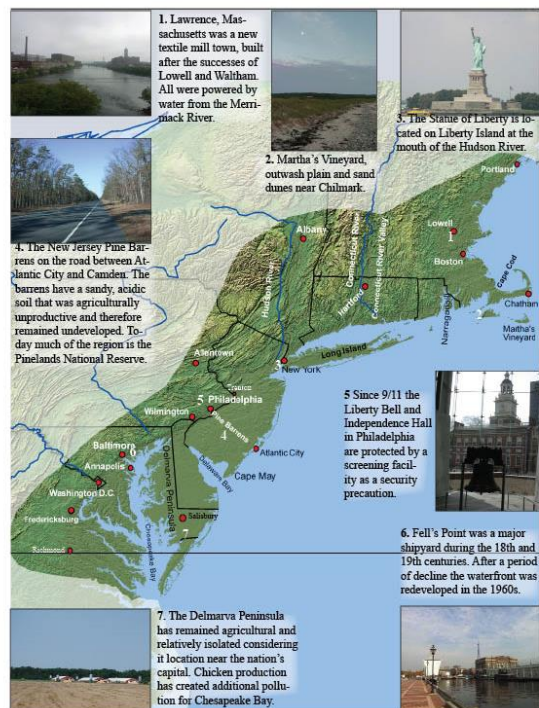 1. Lawrence, Mas-
sachusetts was a new
textile mill town, built
after the successes of
Lowell and Waltham.
All were powered by
water from the Merri-
mack River.
2. Martha's Vineyard,
outwash plain and sand
dunes near Chilmark.
3. The Statue of Liberty is lo-
cated on Liberty Island at the
mouth of the Hudson River.
4. The New Jersey Pine Bar-
rens on the road between At-
lantic City and Camden. The
barrens have a sandy, acidic
soil that was agriculturally
unproductive and therefore
remained undeveloped. To-
day much of the region is the
Pinelands National Reserve.
Portland
Albany
Lowell
1
Boston
Connecticut River
Connecticut River Valley
Hudson River
Hartford
Cape Cod
Chatham
Narragansett
2
Martha's
Vineyard
Long Island
3
New York
Allentown
5
Philadelphia
Wilmington
Pine Barrens
4
Atlantic City
Cape May
Delaware Bay
Baltimore
6
Annapolis
Washington D.C.
Delmarva Peninsula
Fredericksburg
Salisbury
7
Richmond
Chesapeake Bay
5 Since 9/11 the
Liberty Bell and
Independence Hall
in Philadelphia
are protected by a
screening facil-
ity as a security
precaution.
6. Fell's Point was a major
shipyard during the 18th and
19th centuries. After a period
of decline the waterfront was
redeveloped in the 1960s.
7. The Delmarva Peninsula
has remained agricultural and
relatively isolated considering
it location near the nation's
capital. Chicken production
has created additional pollu-
tion for Chesapeake Bay.